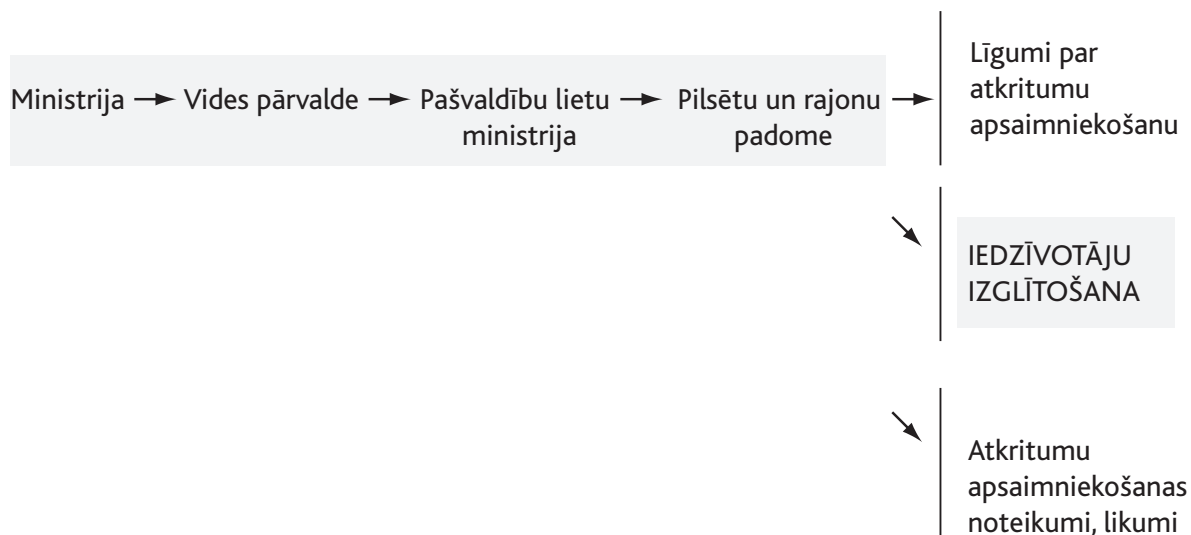 Līgumi par
atkritumu
apsaimniekošanu
Ministrija → Vides pārvalde → Pašvaldību lietu → Pilsētu un rajonu →
ministrija padome
IEDZĪVOTĀJU
IZGLĪTOŠANA
Atkritumu
apsaimniekošanas
noteikumi, likumi